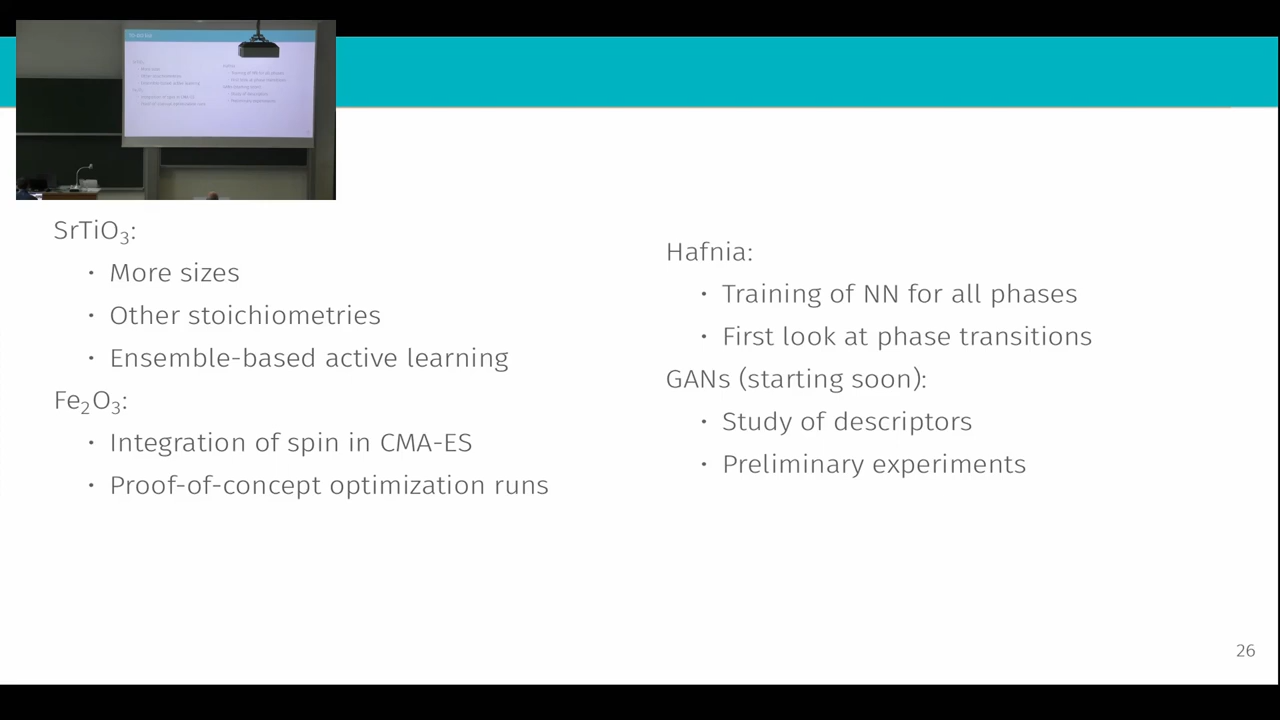 SrTiO₃:
· More sizes
· Other stoichiometries
· Ensemble-based active learning
Fe₂O₃:
· Integration of spin in CMA-ES
· Proof-of-concept optimization runs
Hafnia:
· Training of NN for all phases
· First look at phase transitions
GANs (starting soon):
· Study of descriptors
· Preliminary experiments
26